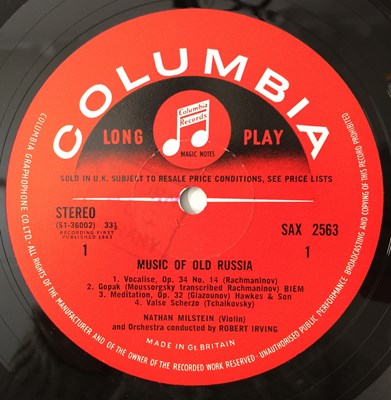 COLUMBIA
Columbia Records
LONG PLAY
MAGIC NOTES
SOLD IN U.K. SUBJECT TO RESALE PRICE CONDITIONS, SEE PRICE LISTS
STEREO SAX 2563
(S1-36002) 33⅓
RECORDING FIRST
PUBLISHED 1963
1 1
MUSIC OF OLD RUSSIA
1. Vocalise, Op. 34 No. 14 (Rachmaninov)
2. Gopak (Moussorgsky transcribed Rachmaninov) BIEM
3. Meditation, Op. 32 (Glazounov) Hawkes & Son
4. Valse Scherzo (Tchaikovsky)
NATHAN MILSTEIN (Violin)
and Orchestra conducted by ROBERT IRVING
MADE IN Gt. BRITAIN
COLUMBIA GRAPHOPHONE CO. LTD. ALL RIGHTS OF THE MANUFACTURER AND OF THE OWNER OF THE RECORDED WORK RESERVED · UNAUTHORISED PUBLIC PERFORMANCE BROADCASTING AND COPYING OF THIS RECORD PROHIBITED